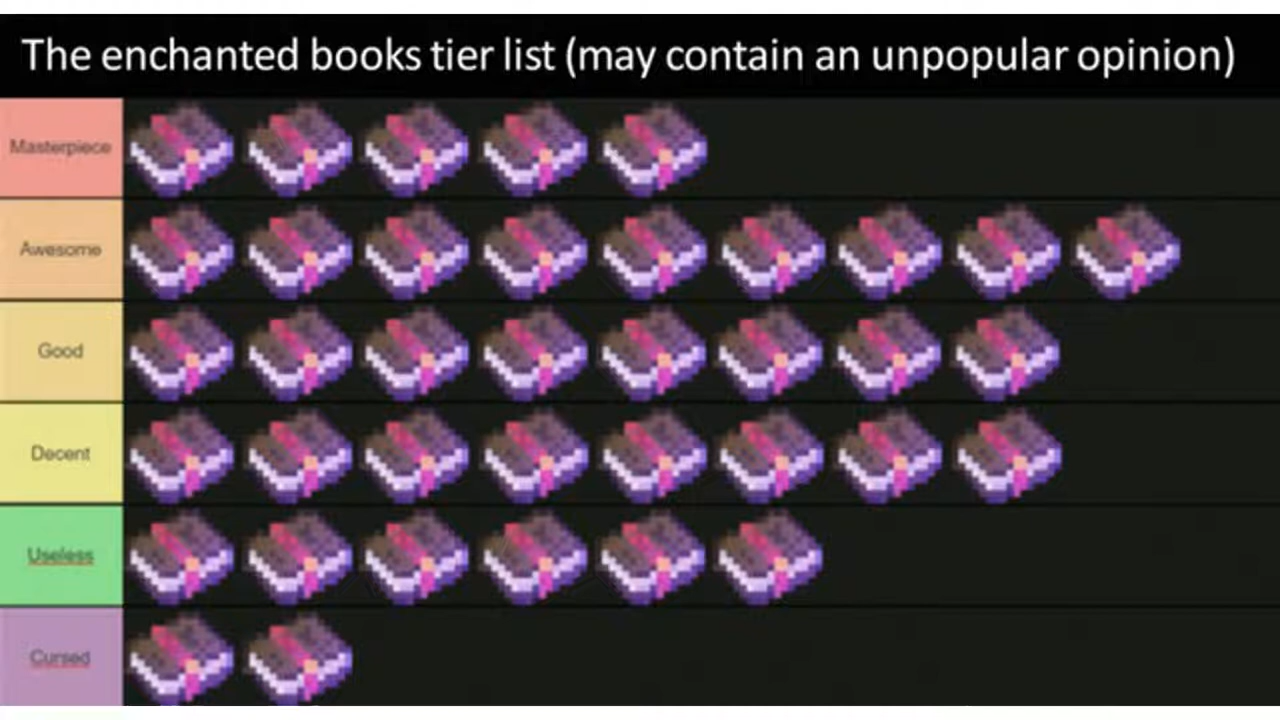 The enchanted books tier list (may contain an unpopular opinion)
Masterpiece
Awesome
Good
Decent
Useless
Cursed